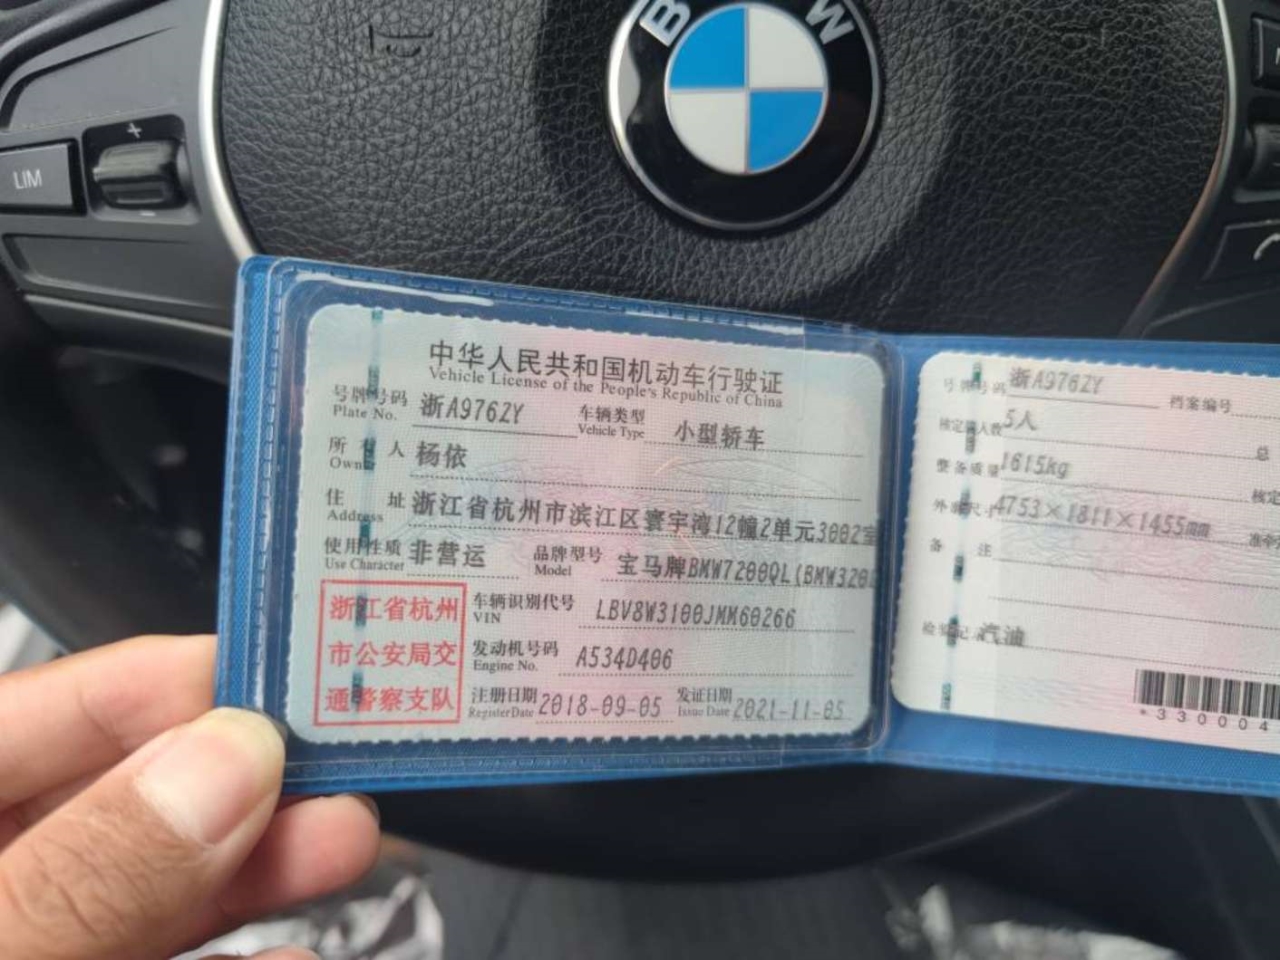 BMW
LIM
中华人民共和国机动车行驶证
Vehicle License of the People's Republic of China
号牌号码 浙A976ZY 车辆类型 小型轿车
Plate No. Vehicle Type
所有人 杨依
Owner
住址 浙江省杭州市滨江区寰宇湾12幢2单元3002室
Address
使用性质 非营运 品牌型号 宝马牌BMW7200QL(BMW320
Use Character Model
浙江省杭州
市公安局交
通警察支队
车辆识别代号 LBV8W3100JMM60266
VIN
发动机号码 A534D406
Engine No.
注册日期 2018-09-05 发证日期 2021-11-05
Register Date Issue Date
号牌号码 浙A976ZY 档案编号
核定载人数 5人 总
整备质量 1615kg 核定
外廓尺寸 4753×1811×1455mm 准牵
备注
检验记录 汽油
*330004